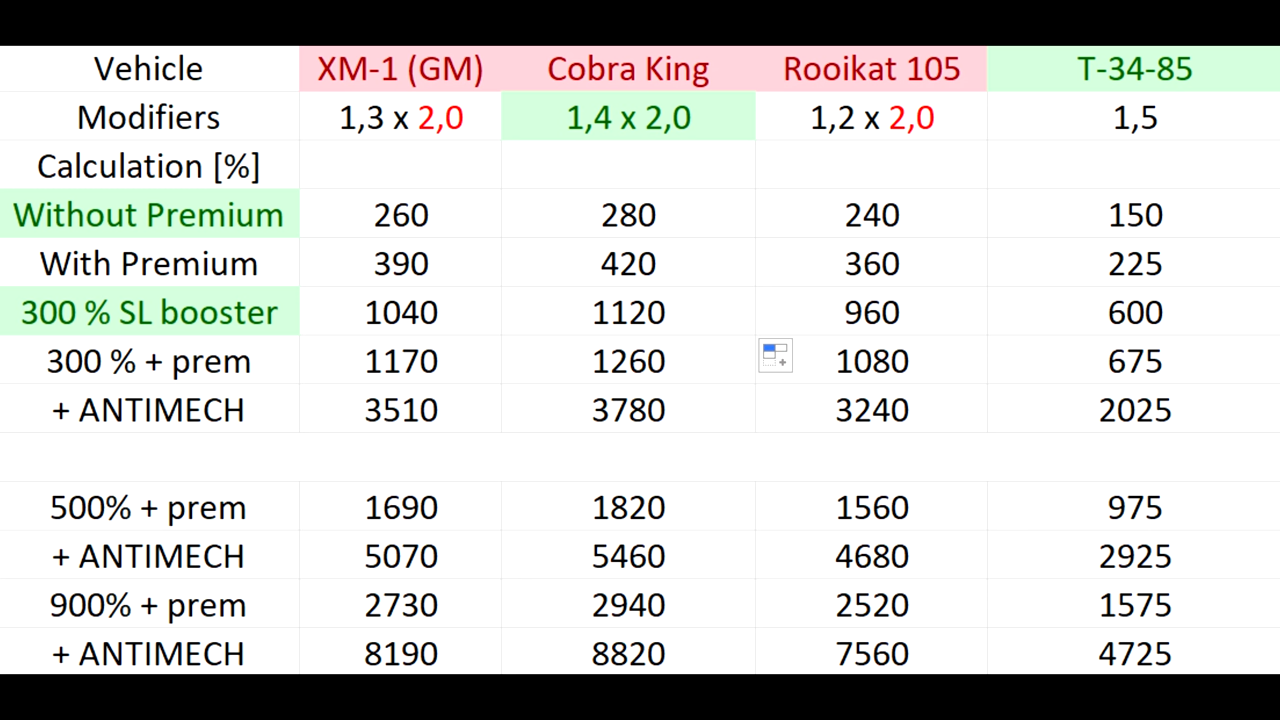 Vehicle XM-1 (GM) Cobra King Rooikat 105 T-34-85
Modifiers 1,3 x 2,0 1,4 x 2,0 1,2 x 2,0 1,5
Calculation [%]
Without Premium 260 280 240 150
With Premium 390 420 360 225
300 % SL booster 1040 1120 960 600
300 % + prem 1170 1260 1080 675
+ ANTIMECH 3510 3780 3240 2025
500% + prem 1690 1820 1560 975
+ ANTIMECH 5070 5460 4680 2925
900% + prem 2730 2940 2520 1575
+ ANTIMECH 8190 8820 7560 4725